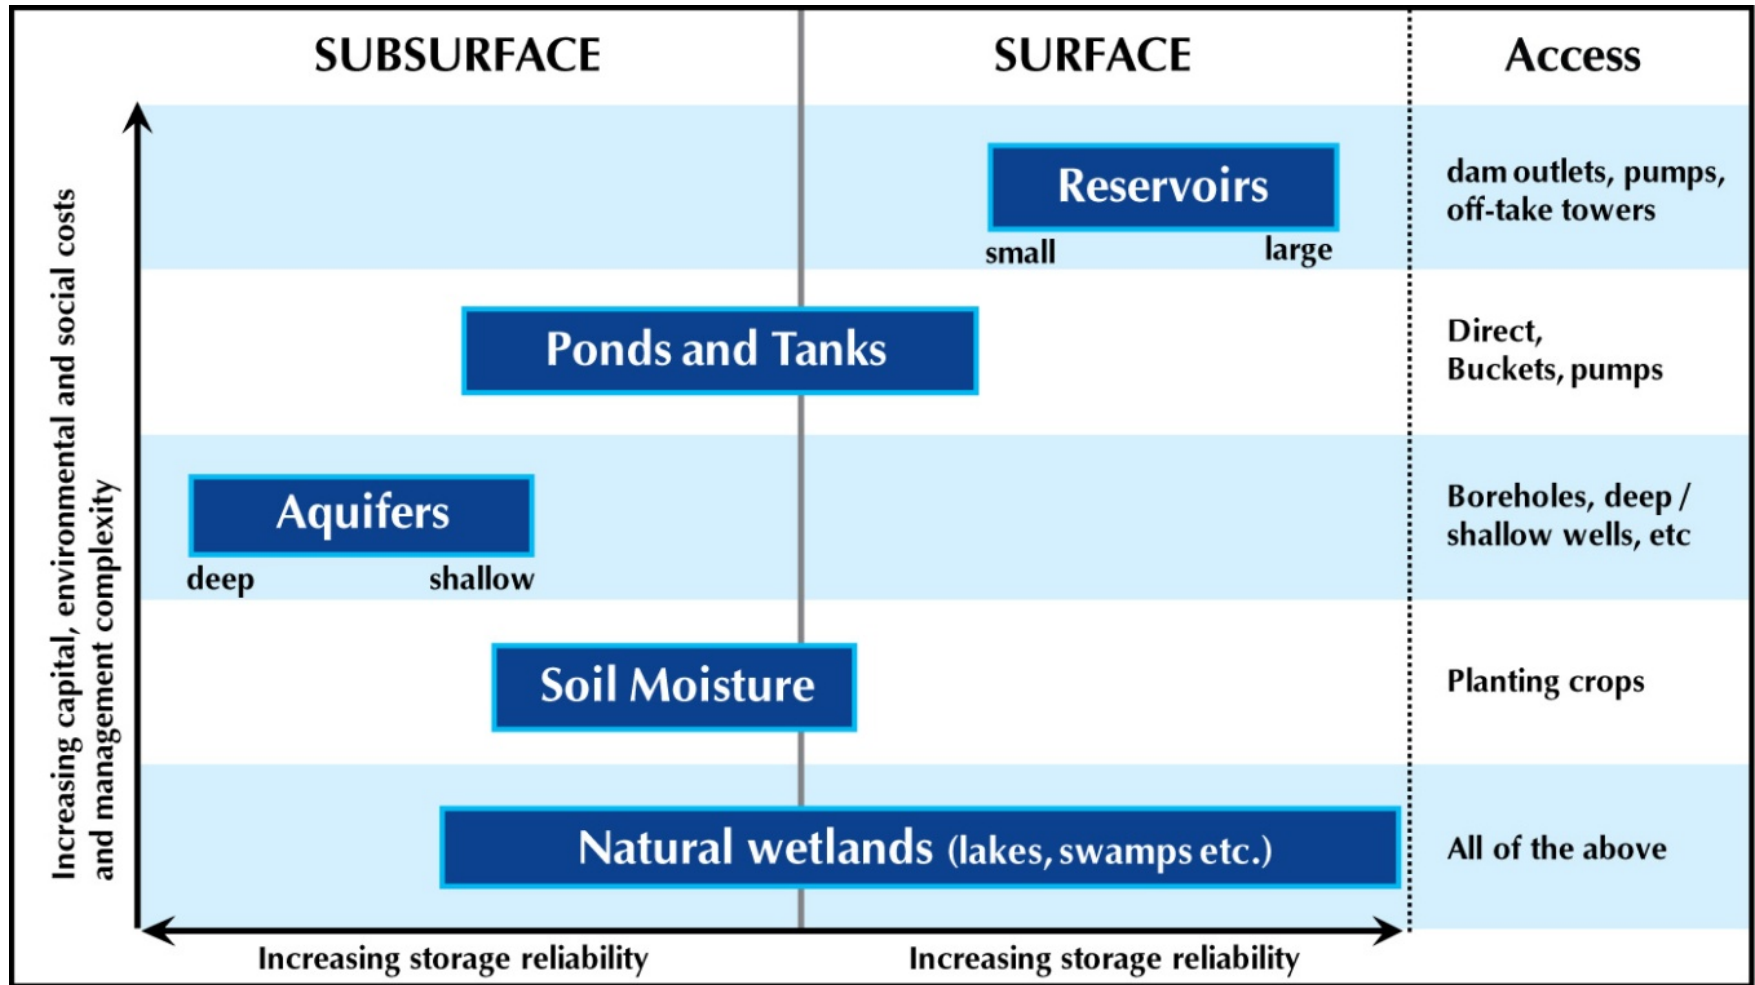 SUBSURFACE
SURFACE
Access
Increasing capital, environmental and social costs
and management complexity
Reservoirs
small
large
dam outlets, pumps,
off-take towers
Ponds and Tanks
Direct,
Buckets, pumps
Aquifers
deep
shallow
Boreholes, deep /
shallow wells, etc
Soil Moisture
Planting crops
Natural wetlands (lakes, swamps etc.)
All of the above
Increasing storage reliability
Increasing storage reliability